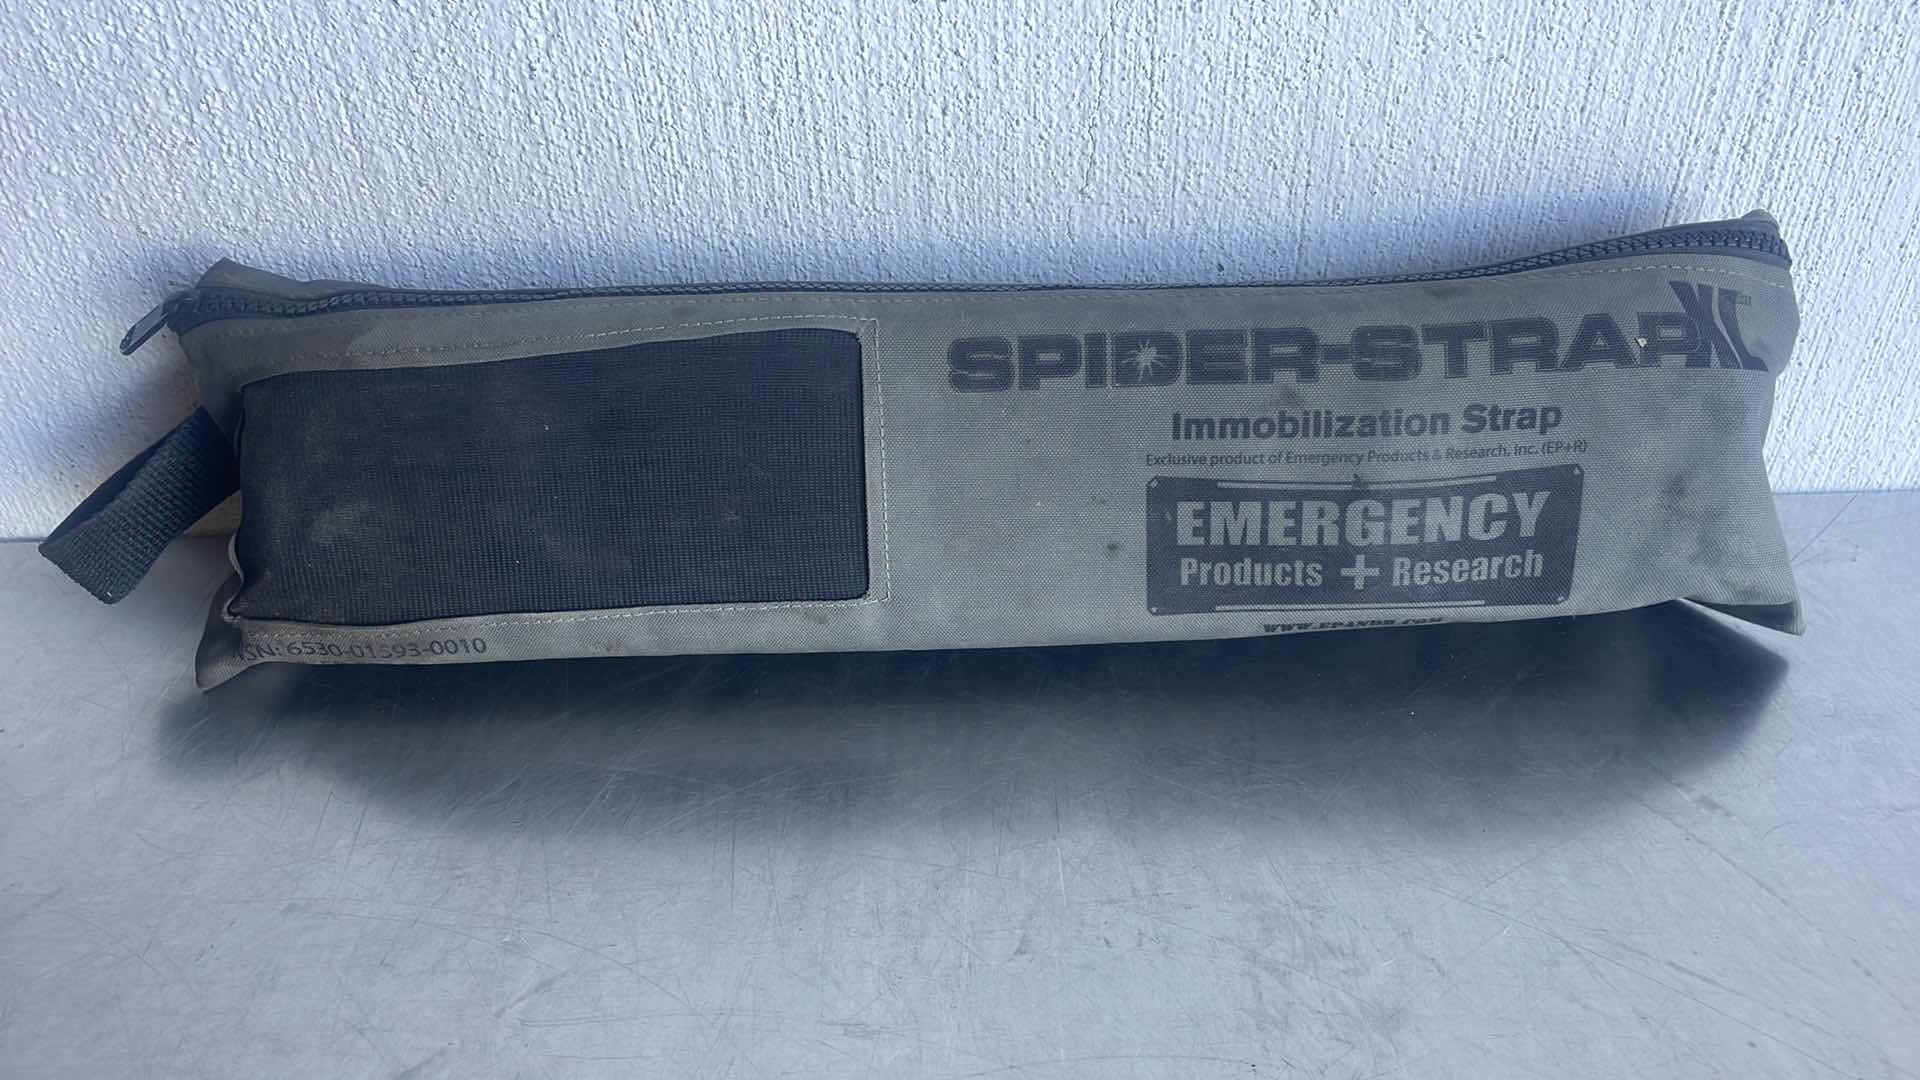 SPIDER-STRAP XL
Immobilization Strap
Exclusive product of Emergency Products & Research, Inc. (EP+R)
EMERGENCY
Products + Research
NSN: 6530-01593-0010